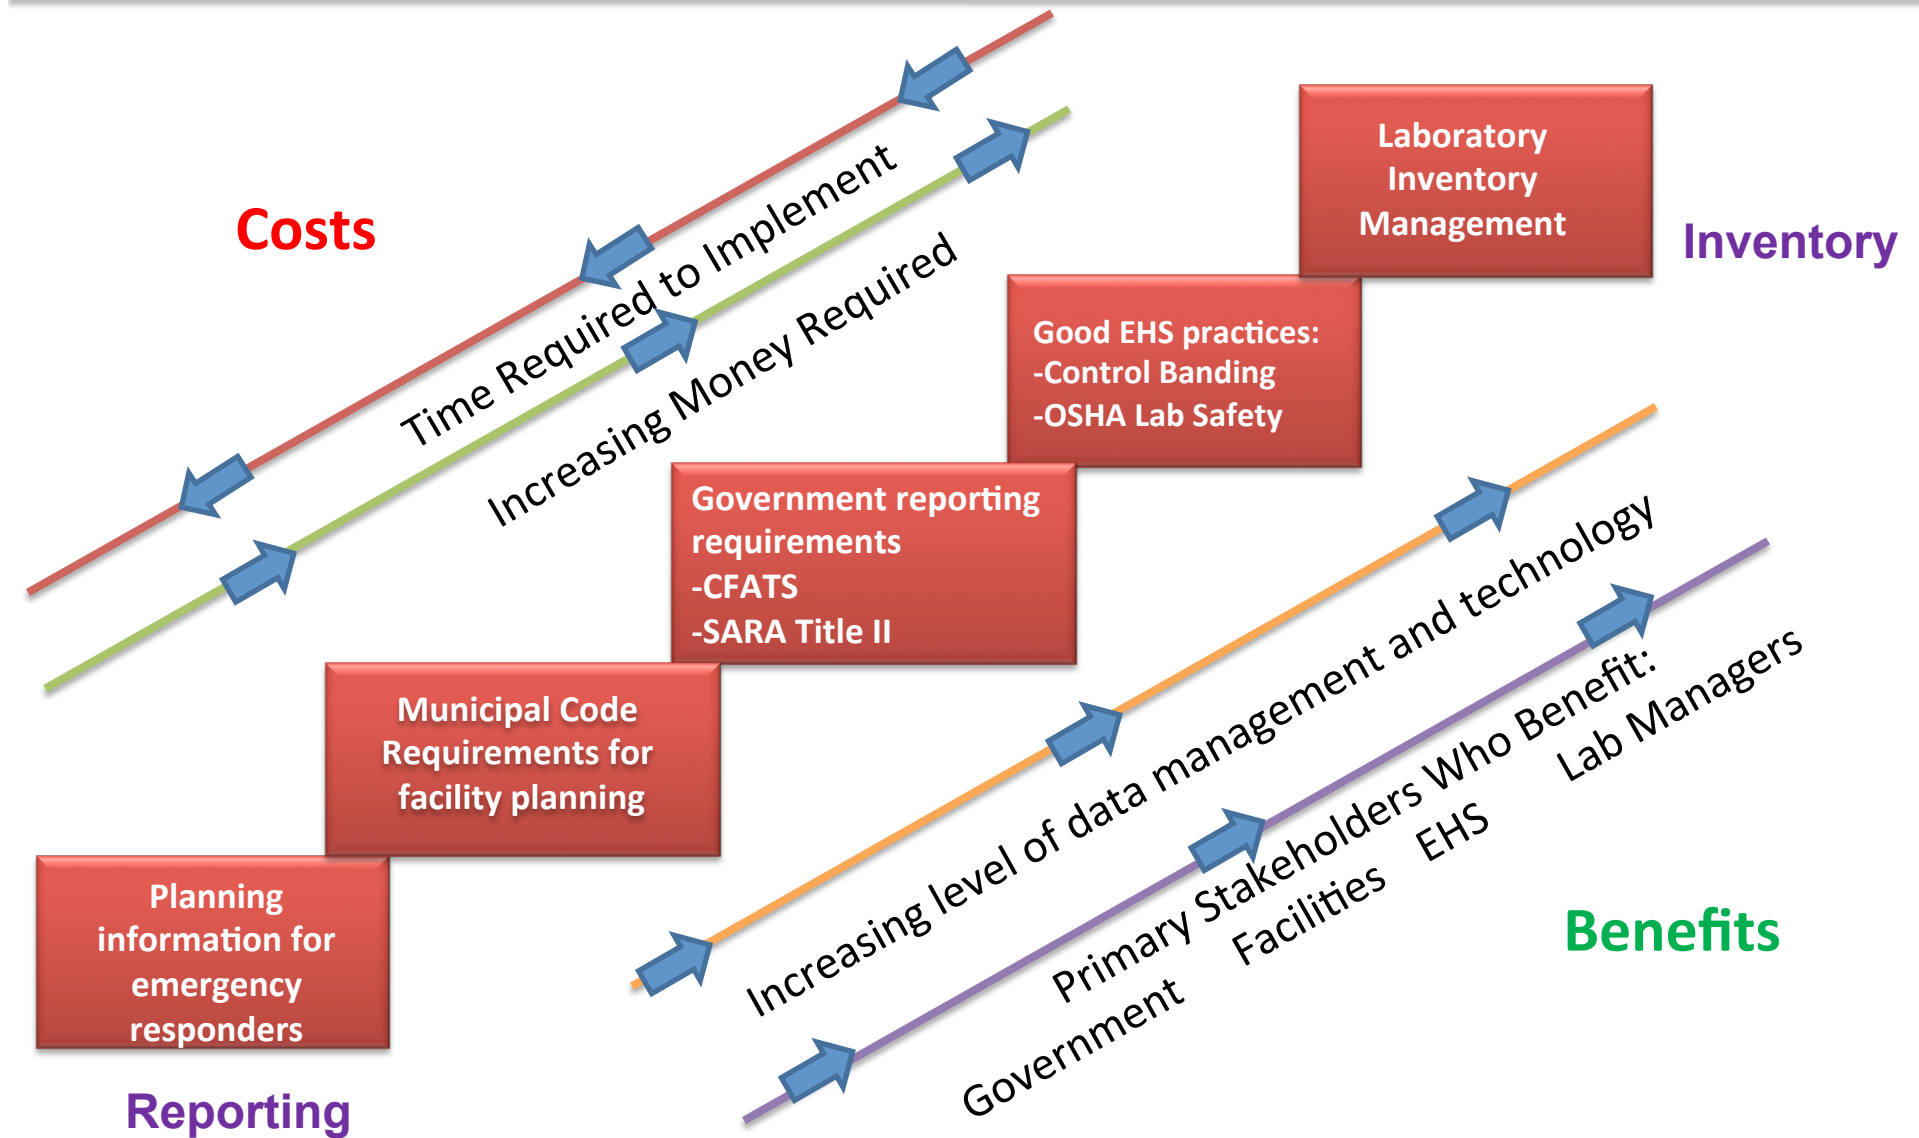 Costs
Time Required to Implement
Increasing Money Required
Laboratory
Inventory
Management
Inventory
Good EHS practices:
-Control Banding
-OSHA Lab Safety
Government reporting
requirements
-CFATS
-SARA Title II
Municipal Code
Requirements for
facility planning
Planning
information for
emergency
responders
Reporting
Increasing level of data management and technology
Primary Stakeholders Who Benefit:
Government Facilities EHS Lab Managers
Benefits